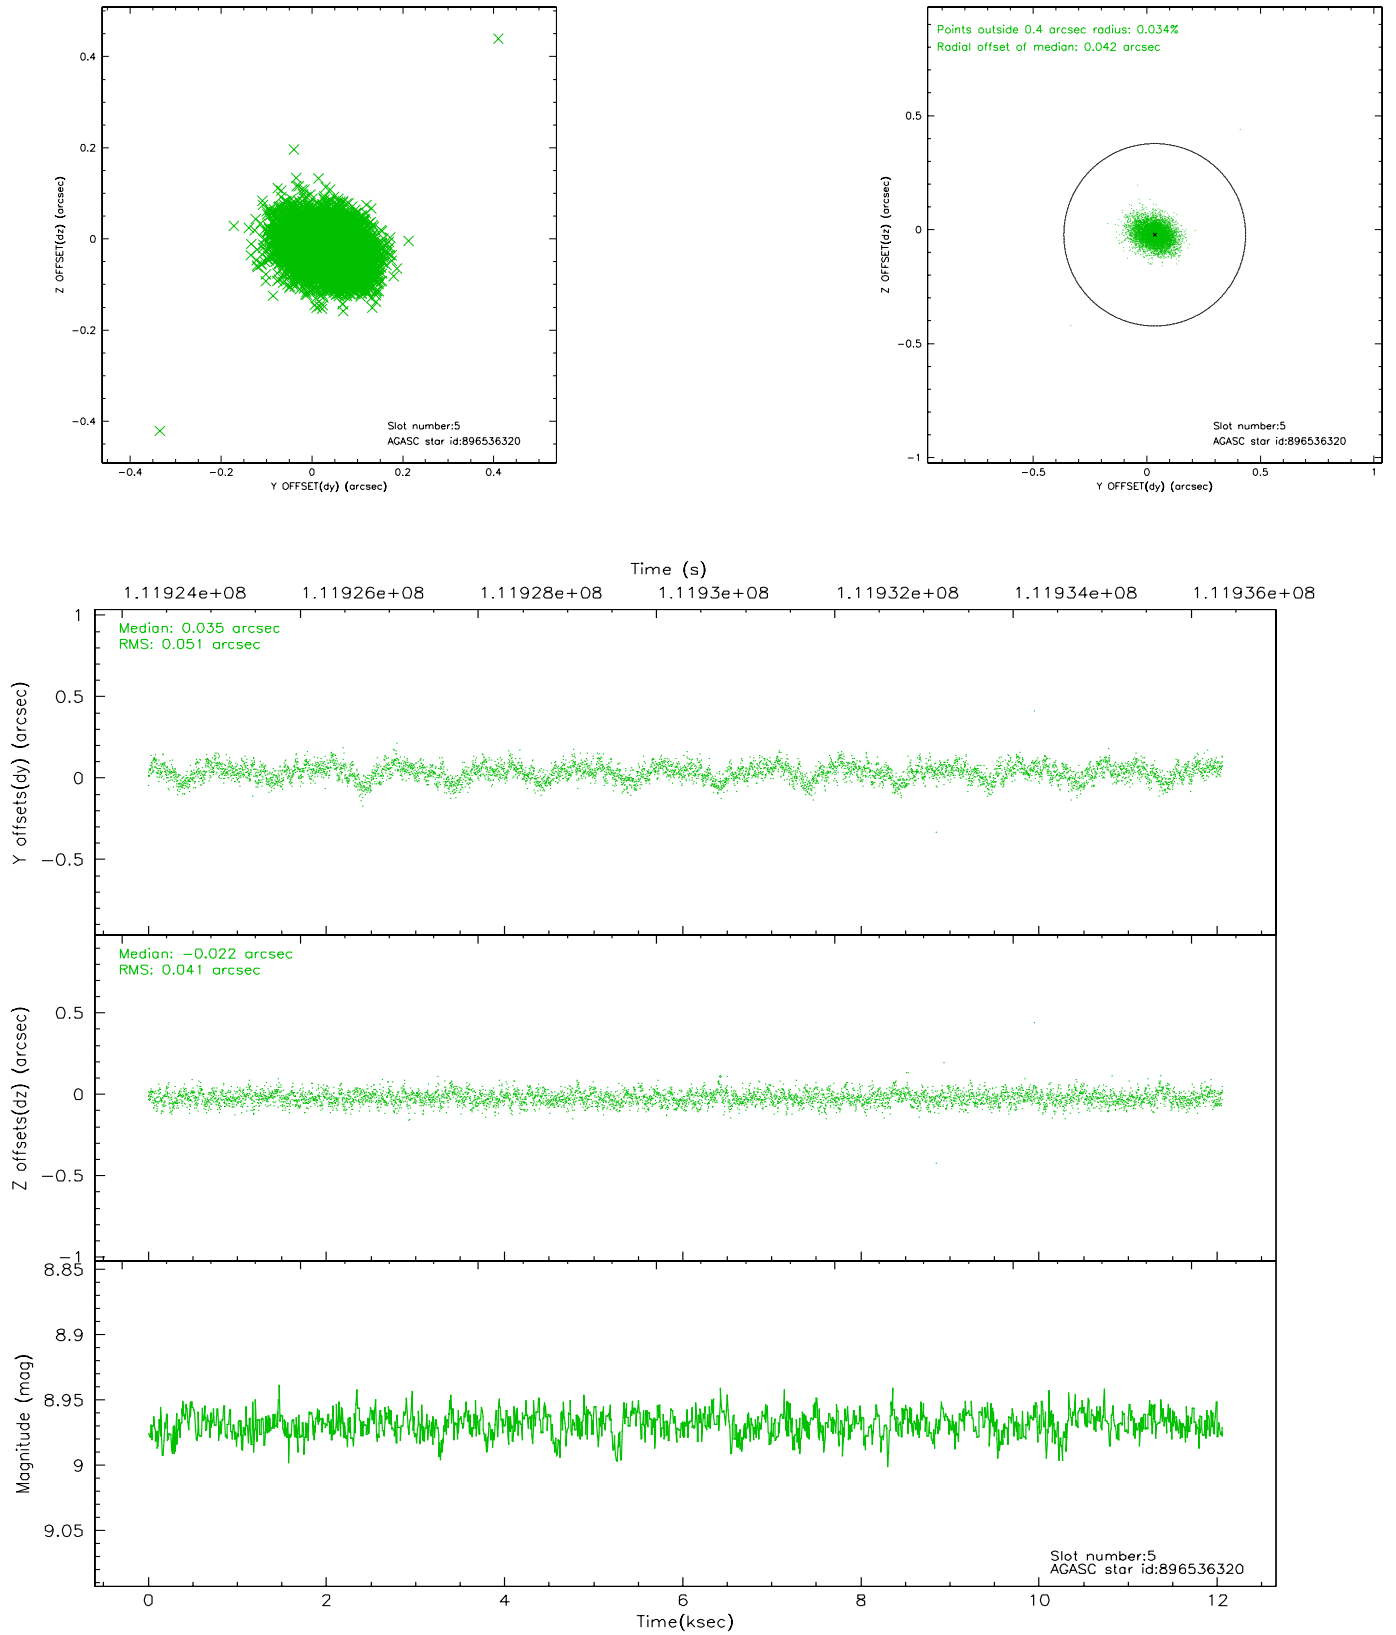 0.4
0.2
0
−0.2
−0.4
Z OFFSET(dz) (arcsec)
−0.4
−0.2
0
0.2
0.4
Y OFFSET(dy) (arcsec)
Slot number:5
AGASC star id:896536320
Points outside 0.4 arcsec radius: 0.034%
Radial offset of median: 0.042 arcsec
0.5
0
−0.5
−1
Z OFFSET(dz) (arcsec)
−0.5
0
0.5
1
Y OFFSET(dy) (arcsec)
Slot number:5
AGASC star id:896536320
Time (s)
1.11924e+08
1.11926e+08
1.11928e+08
1.1193e+08
1.11932e+08
1.11934e+08
1.11936e+08
Median: 0.035 arcsec
RMS: 0.051 arcsec
1
0.5
0
−0.5
Y offsets(dy) (arcsec)
Median: −0.022 arcsec
RMS: 0.041 arcsec
0.5
0
−0.5
−1
Z offsets(dz) (arcsec)
8.85
8.9
8.95
9
9.05
Magnitude (mag)
Slot number:5
AGASC star id:896536320
0
2
4
6
8
10
12
Time(ksec)